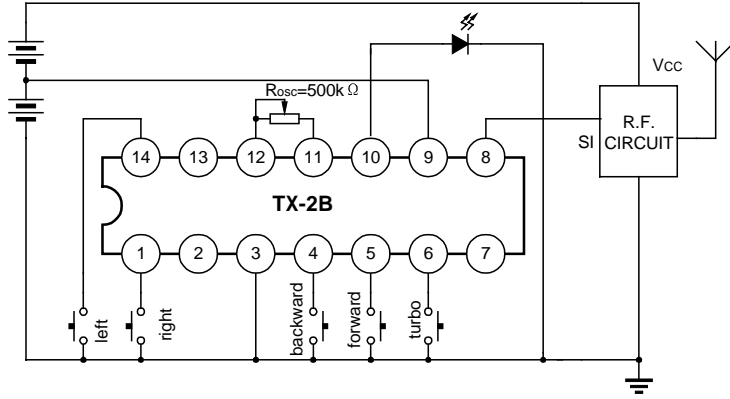 Rosc=500kΩ
VCC
R.F.
SI CIRCUIT
14 13 12 11 10 9 8
TX-2B
1 2 3 4 5 6 7
left
right
backward
forward
turbo